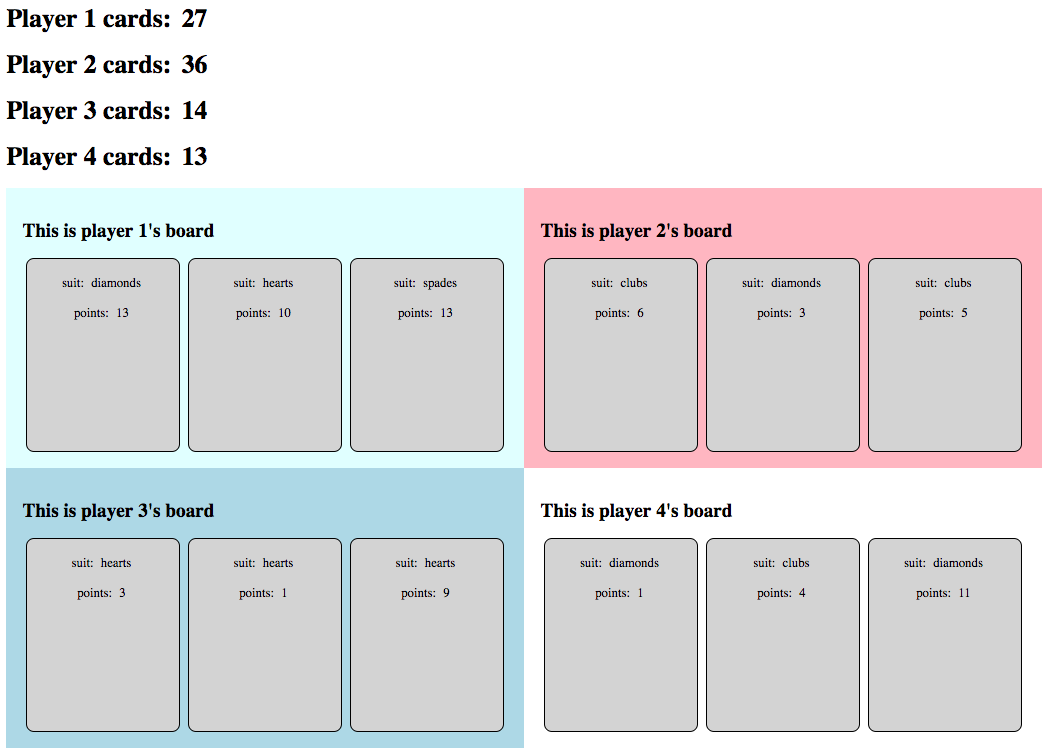 Player 1 cards: 27
Player 2 cards: 36
Player 3 cards: 14
Player 4 cards: 13
This is player 1's board
suit: diamonds
points: 13
suit: hearts
points: 10
suit: spades
points: 13
This is player 2's board
suit: clubs
points: 6
suit: diamonds
points: 3
suit: clubs
points: 5
This is player 3's board
suit: hearts
points: 3
suit: hearts
points: 1
suit: hearts
points: 9
This is player 4's board
suit: diamonds
points: 1
suit: clubs
points: 4
suit: diamonds
points: 11